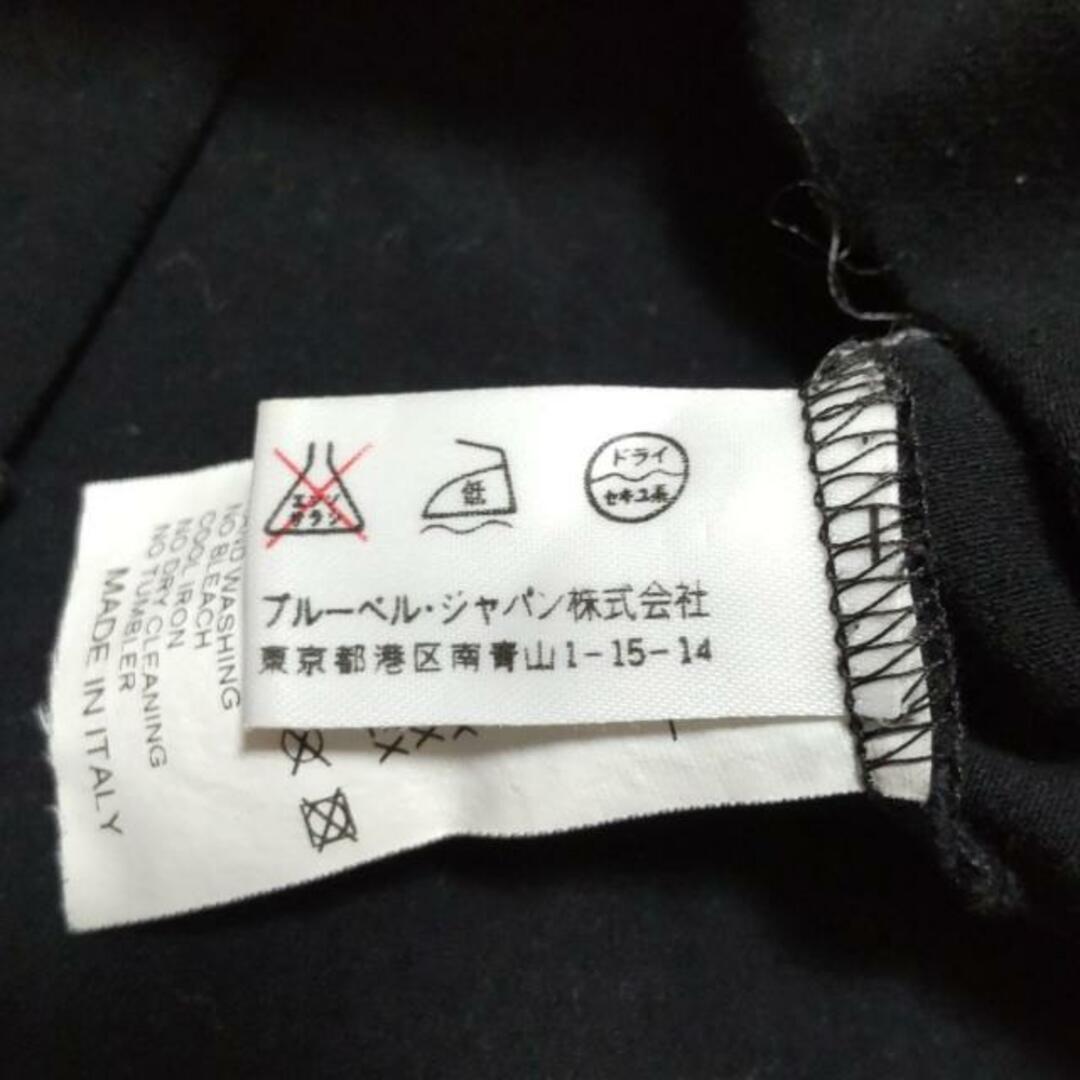 エンソ
サラシ
低
ドライ
セキユ系
ブルーベル・ジャパン株式会社
東京都港区南青山1-15-14
WASHING
NO BLEACH
COOL IRON
NO DRY CLEANING
NO TUMBLER
MADE IN ITALY